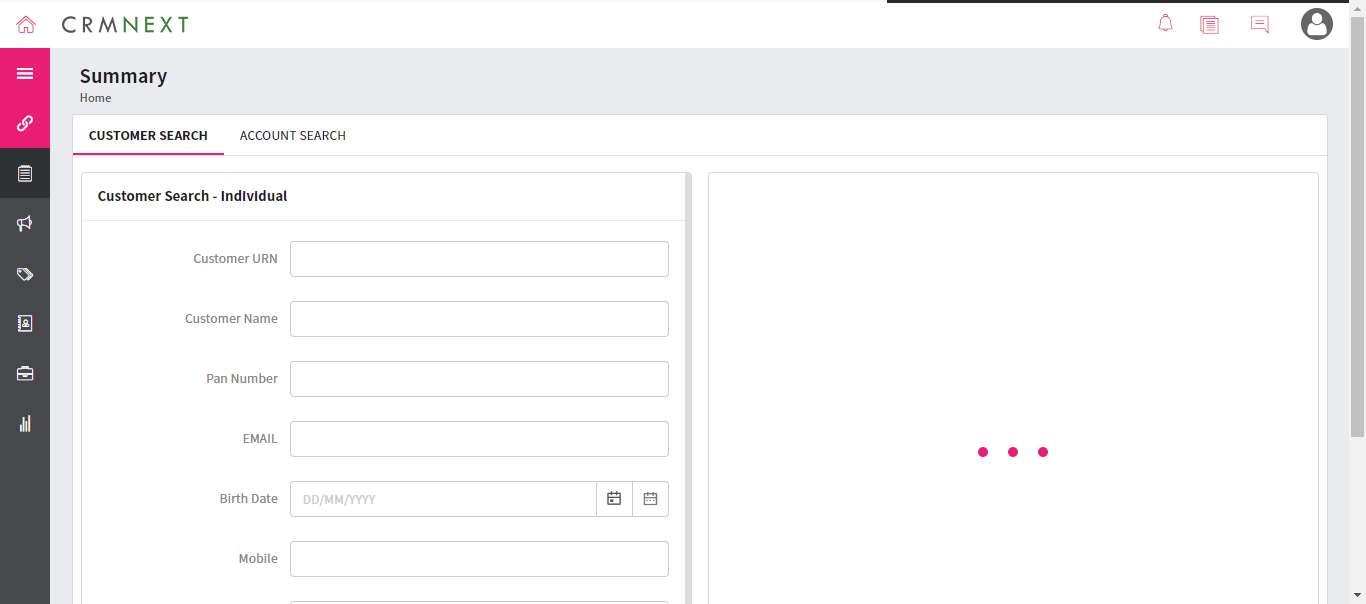 CRMNEXT
Summary
Home
CUSTOMER SEARCH ACCOUNT SEARCH
Customer Search - Individual
Customer URN
Customer Name
Pan Number
EMAIL
Birth Date DD/MM/YYYY
Mobile